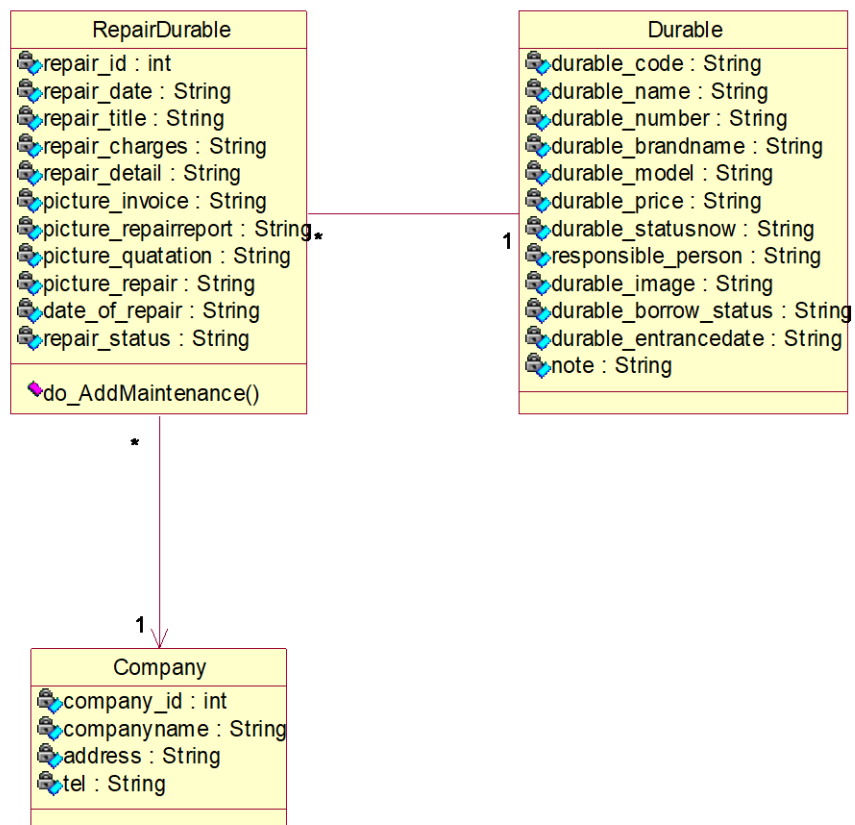 RepairDurable
repair_id : int
repair_date : String
repair_title : String
repair_charges : String
repair_detail : String
picture_invoice : String
picture_repairreport : String
picture_quatation : String
picture_repair : String
date_of_repair : String
repair_status : String
do_AddMaintenance()
*
1
Durable
durable_code : String
durable_name : String
durable_number : String
durable_brandname : String
durable_model : String
durable_price : String
durable_statusnow : String
responsible_person : String
durable_image : String
durable_borrow_status : String
durable_entrancedate : String
note : String
*
1
Company
company_id : int
companyname : String
address : String
tel : String